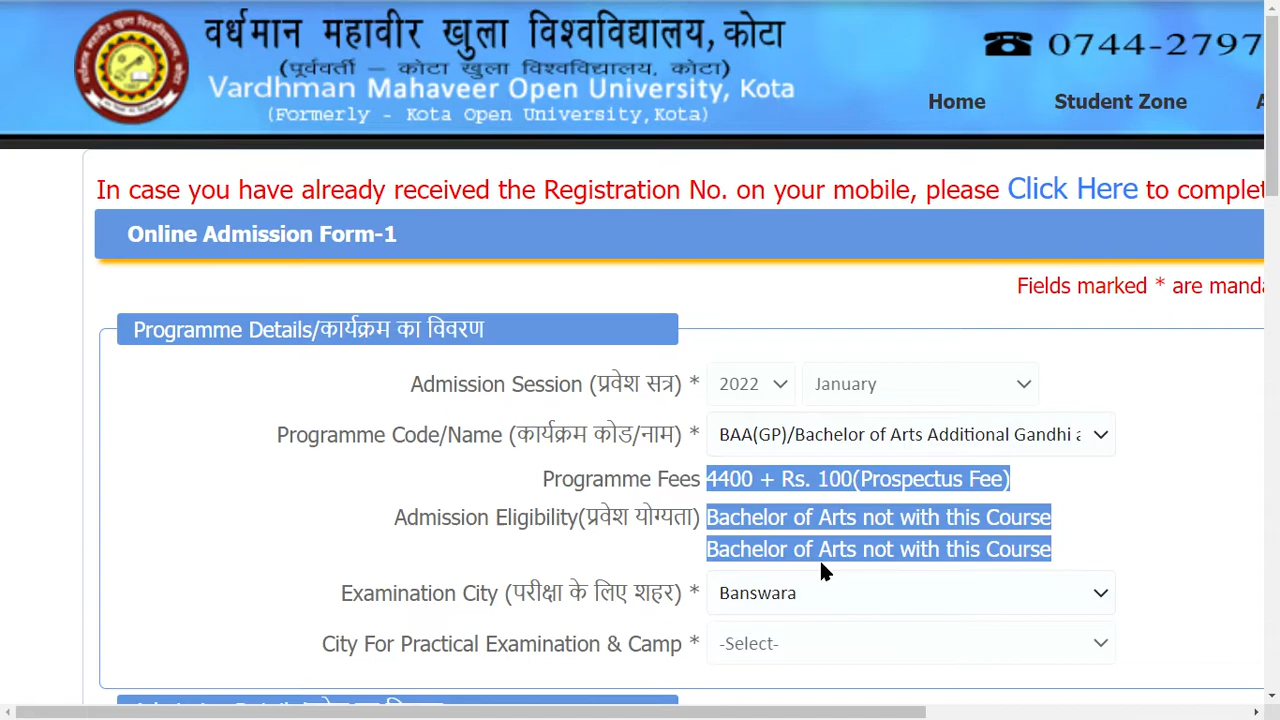 वर्धमान महावीर खुला विश्वविद्यालय, कोटा
(पूर्ववर्ती – कोटा खुला विश्वविद्यालय, कोटा)
Vardhman Mahaveer Open University, Kota
(Formerly - Kota Open University,Kota)
0744-2797
Home Student Zone
In case you have already received the Registration No. on your mobile, please Click Here to complet
Online Admission Form-1
Fields marked * are manda
Programme Details/कार्यक्रम का विवरण
Admission Session (प्रवेश सत्र) * 2022 January
Programme Code/Name (कार्यक्रम कोड/नाम) * BAA(GP)/Bachelor of Arts Additional Gandhi a
Programme Fees 4400 + Rs. 100(Prospectus Fee)
Admission Eligibility(प्रवेश योग्यता) Bachelor of Arts not with this Course
Bachelor of Arts not with this Course
Examination City (परीक्षा के लिए शहर) * Banswara
City For Practical Examination & Camp * -Select-